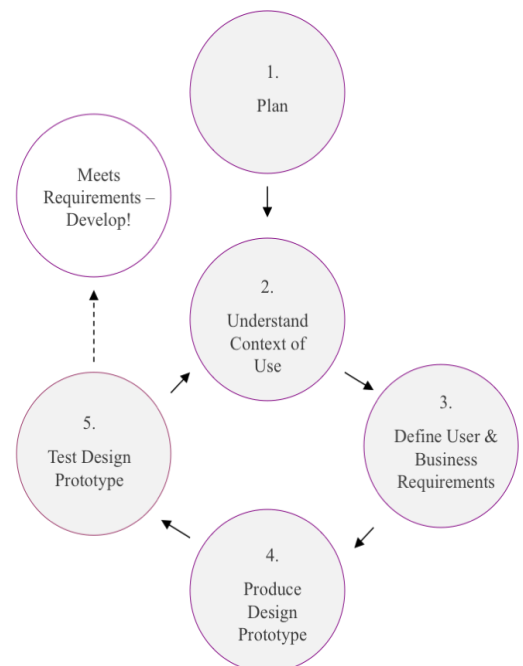 1.
Plan
Meets
Requirements –
Develop!
2.
Understand
Context of
Use
3.
Define User &
Business
Requirements
5.
Test Design
Prototype
4.
Produce
Design
Prototype